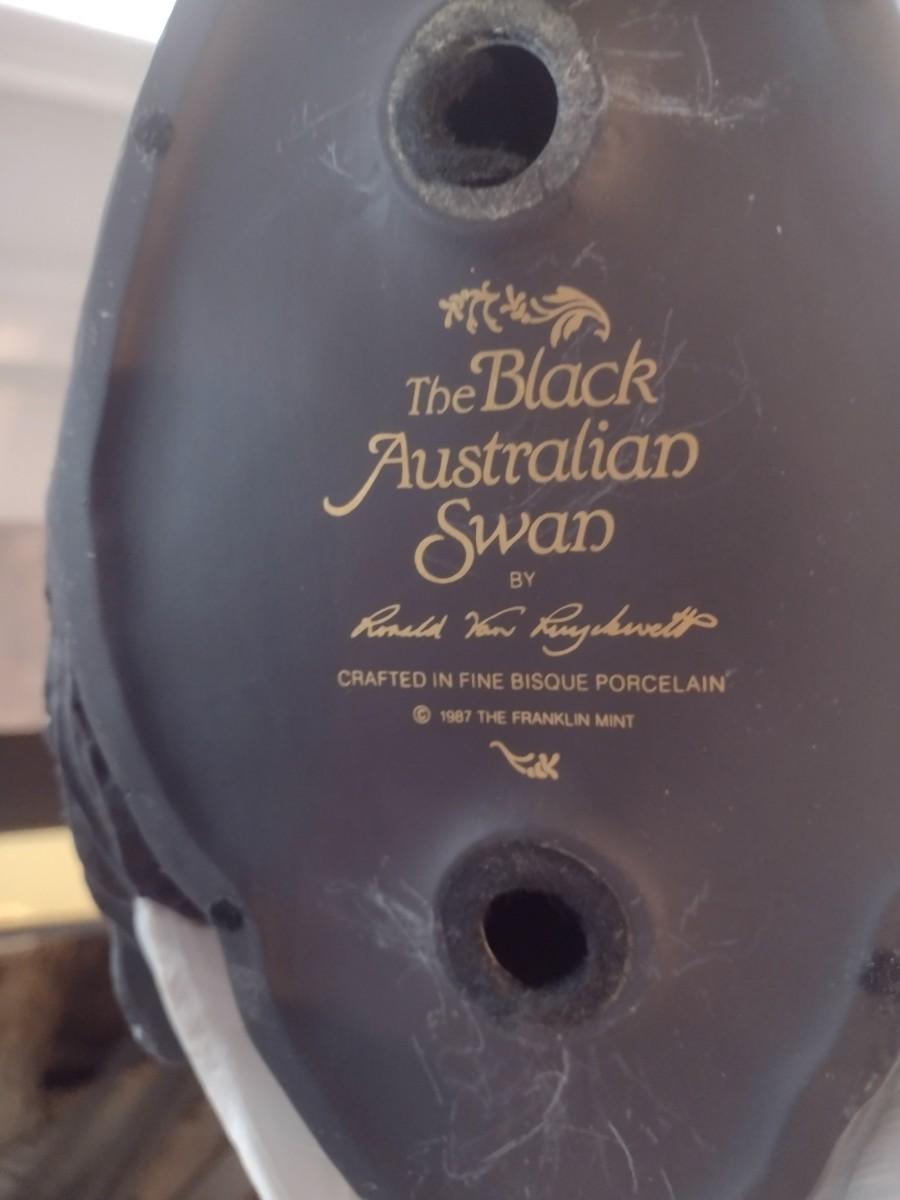 The Black
Australian
Swan
BY
Ronald Van Ruyckevelt
CRAFTED IN FINE BISQUE PORCELAIN
© 1987 THE FRANKLIN MINT